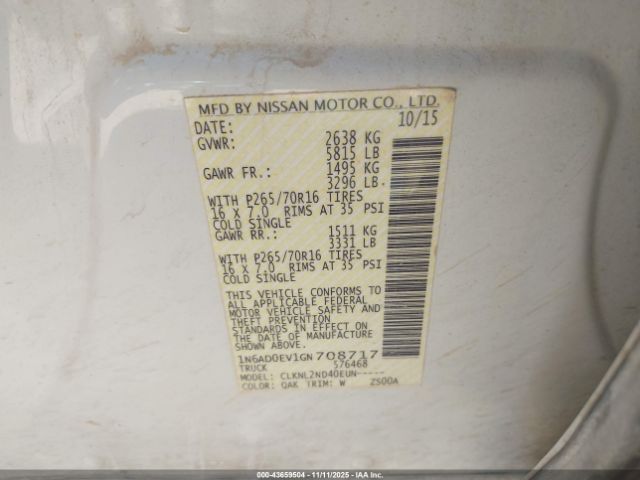 MFD BY NISSAN MOTOR CO., LTD.
DATE: 10/15
GVWR: 2638 KG
5815 LB
GAWR FR.: 1495 KG
3296 LB.
WITH P265/70R16 TIRES
16 X 7.0 RIMS AT 35 PSI
COLD SINGLE
GAWR RR.: 1511 KG
3331 LB
WITH P265/70R16 TIRES
16 X 7.0 RIMS AT 35 PSI
COLD SINGLE
THIS VEHICLE CONFORMS TO
ALL APPLICABLE FEDERAL
MOTOR VEHICLE SAFETY AND
THEFT PREVENTION
STANDARDS IN EFFECT ON
THE DATE OF MANUFACTURE
SHOWN ABOVE.
1N6AD0EV1GN708717
TRUCK 576468
MODEL: CLKNL2ND40EUN-----
COLOR: QAK TRIM: W ZS00A
000-43659504 - 11/11/2025 - IAA Inc.